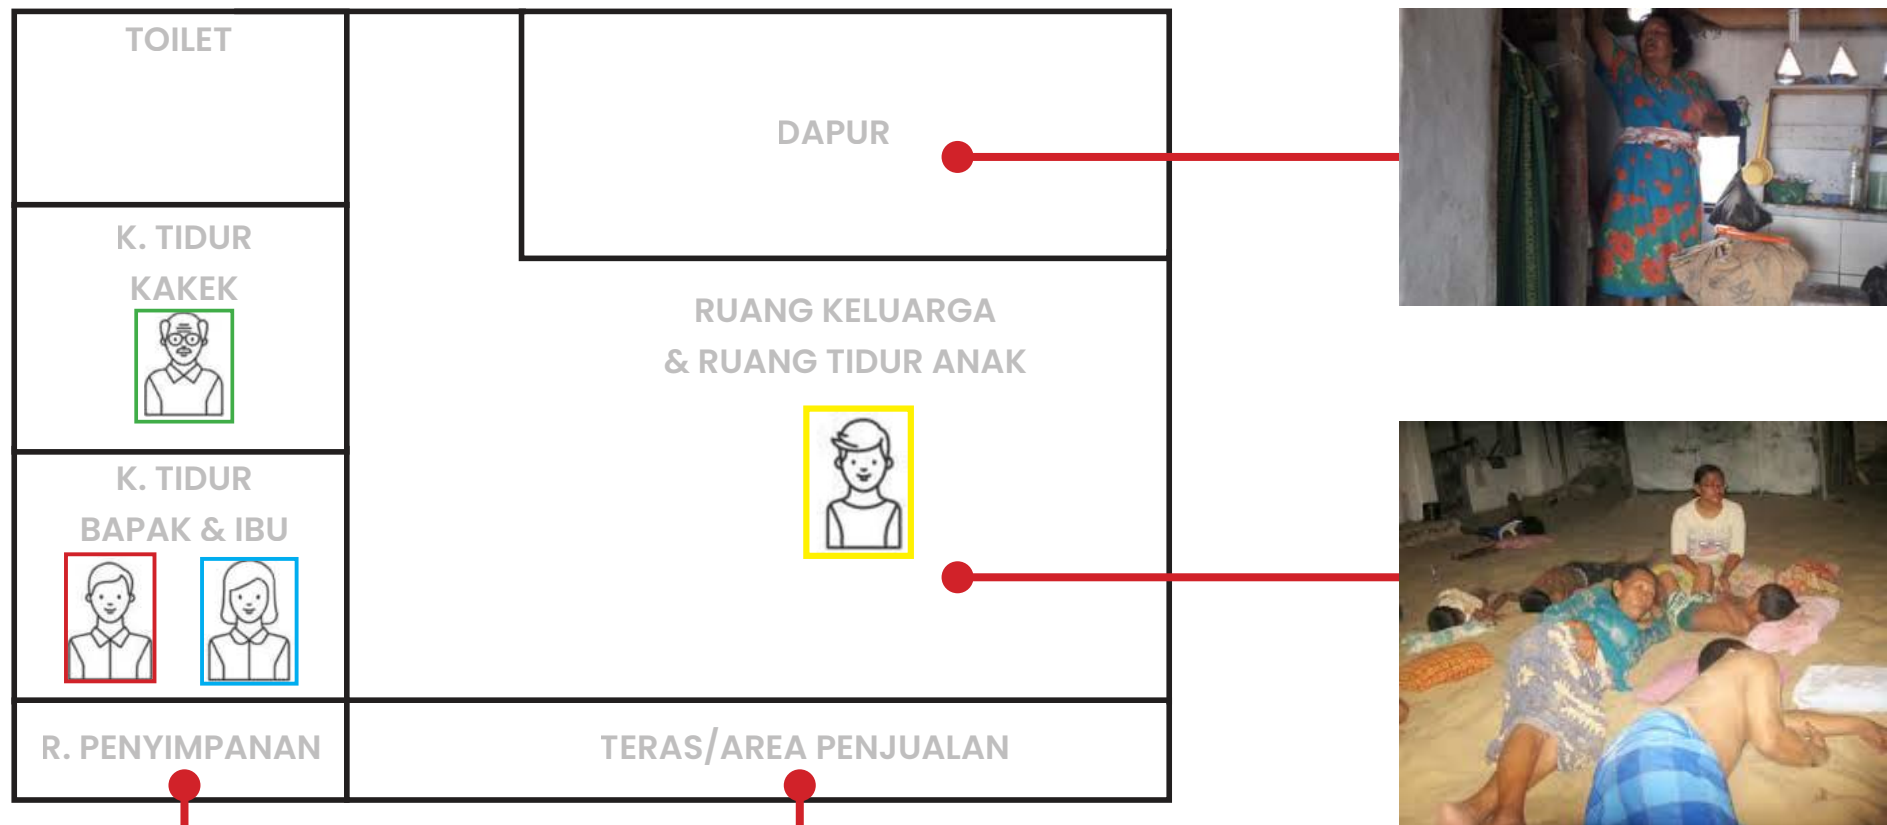 TOILET
DAPUR
K. TIDUR
KAKEK
RUANG KELUARGA
& RUANG TIDUR ANAK
K. TIDUR
BAPAK & IBU
R. PENYIMPANAN
TERAS/AREA PENJUALAN